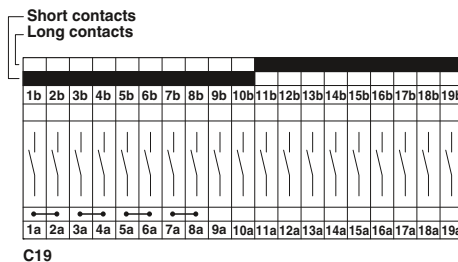 Short contacts
Long contacts
1b 2b 3b 4b 5b 6b 7b 8b 9b 10b 11b 12b 13b 14b 15b 16b 17b 18b 19b
1a 2a 3a 4a 5a 6a 7a 8a 9a 10a 11a 12a 13a 14a 15a 16a 17a 18a 19a
C19